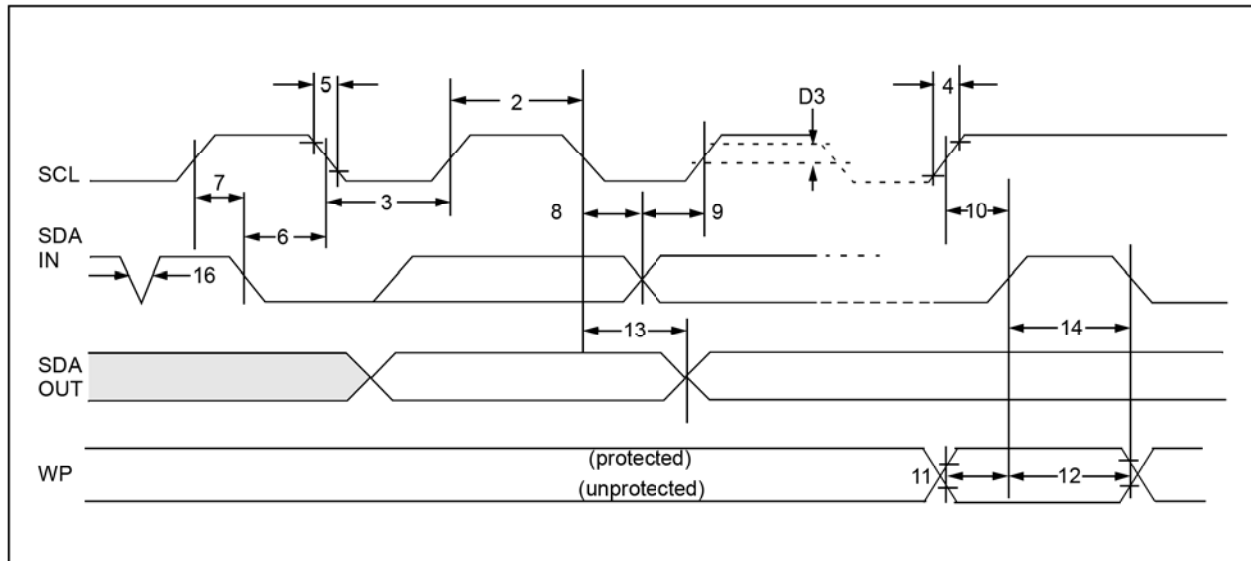 5
2
D3
4
SCL
7
3
8
9
10
SDA
IN
6
16
13
14
SDA
OUT
WP
(protected)
(unprotected)
11
12